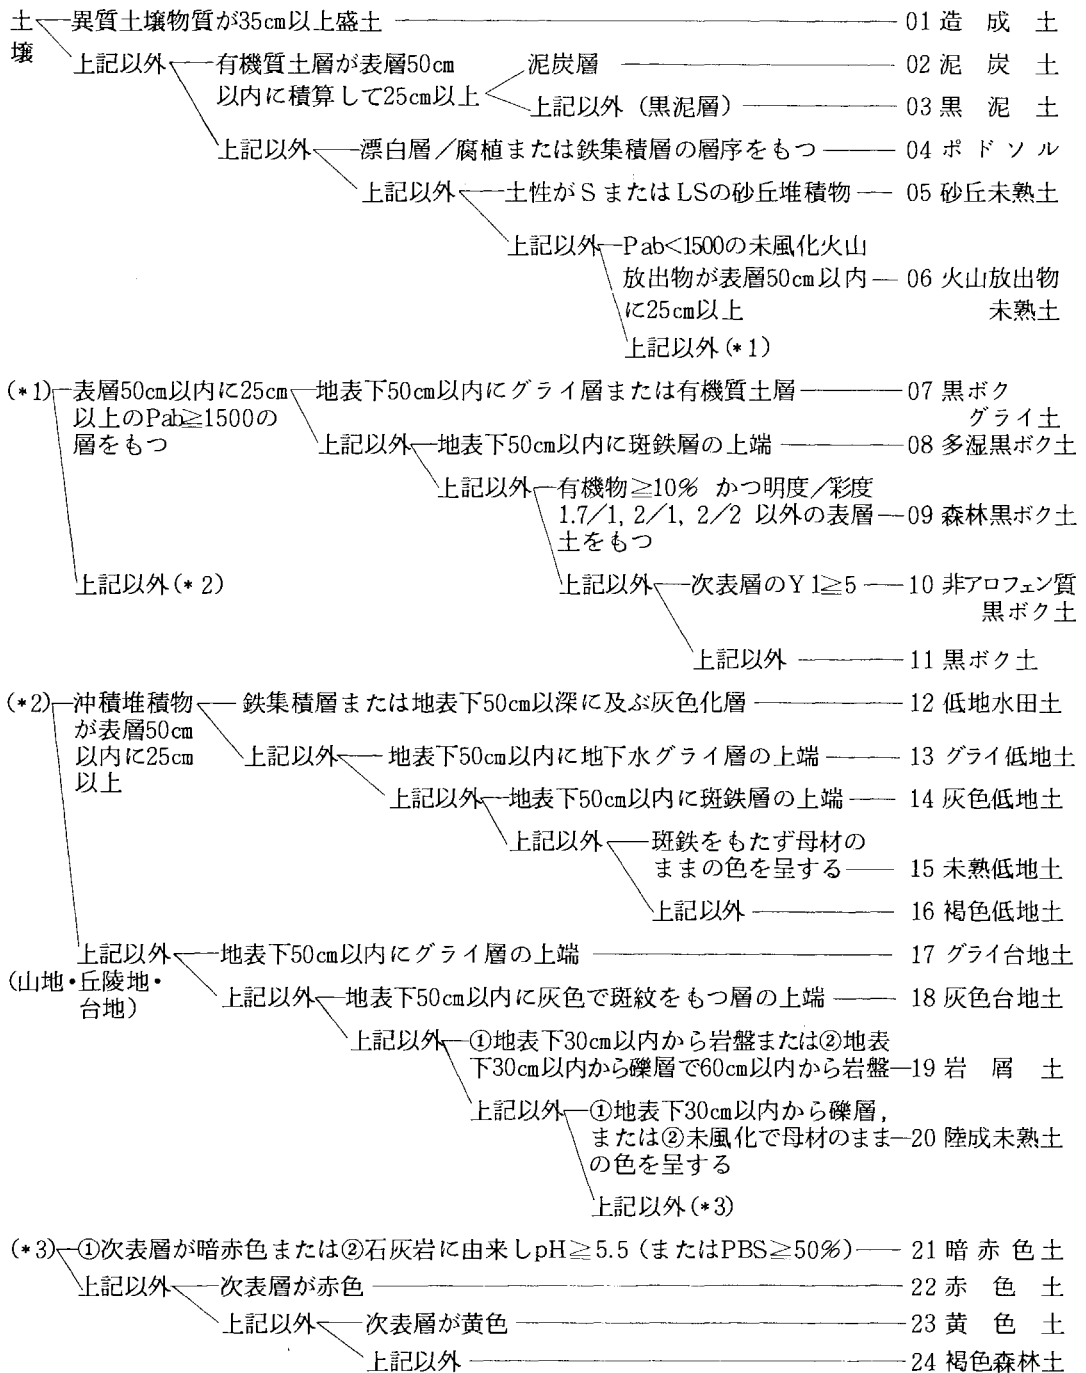 土壌 異質土壌物質が35cm以上盛土 01 造成土
上記以外 有機質土層が表層50cm 泥炭層 02 泥炭土
以内に積算して25cm以上 上記以外（黒泥層） 03 黒泥土
上記以外 漂白層／腐植または鉄集積層の層序をもつ 04 ポドソル
上記以外 土性がSまたはLSの砂丘堆積物 05 砂丘未熟土
上記以外 Pab<1500の未風化火山
放出物が表層50cm以内 06 火山放出物
に25cm以上 未熟土
上記以外(*1)
(*1) 表層50cm以内に25cm 地表下50cm以内にグライ層または有機質土層 07 黒ボク
以上のPab≧1500の グライ土
層をもつ 上記以外 地表下50cm以内に斑鉄層の上端 08 多湿黒ボク土
上記以外 有機物≧10% かつ明度／彩度
1.7/1, 2/1, 2/2 以外の表層 09 森林黒ボク土
土をもつ
上記以外(*2) 上記以外 次表層のY1≧5 10 非アロフェン質
黒ボク土
上記以外 11 黒ボク土
(*2) 沖積堆積物 鉄集積層または地表下50cm以深に及ぶ灰色化層 12 低地水田土
が表層50cm
以内に25cm 上記以外 地表下50cm以内に地下水グライ層の上端 13 グライ低地土
以上
上記以外 地表下50cm以内に斑鉄層の上端 14 灰色低地土
上記以外 斑鉄をもたず母材の
ままの色を呈する 15 未熟低地土
上記以外 16 褐色低地土
上記以外 地表下50cm以内にグライ層の上端 17 グライ台地土
(山地・丘陵地・
台地) 上記以外 地表下50cm以内に灰色で斑紋をもつ層の上端 18 灰色台地土
上記以外 ①地表下30cm以内から岩盤または②地表
下30cm以内から礫層で60cm以内から岩盤 19 岩屑土
上記以外 ①地表下30cm以内から礫層,
または②未風化で母材のまま 20 陸成未熟土
の色を呈する
上記以外(*3)
(*3) ①次表層が暗赤色または②石灰岩に由来しpH≧5.5（またはPBS≧50%） 21 暗赤色土
上記以外 次表層が赤色 22 赤色土
上記以外 次表層が黄色 23 黄色土
上記以外 24 褐色森林土